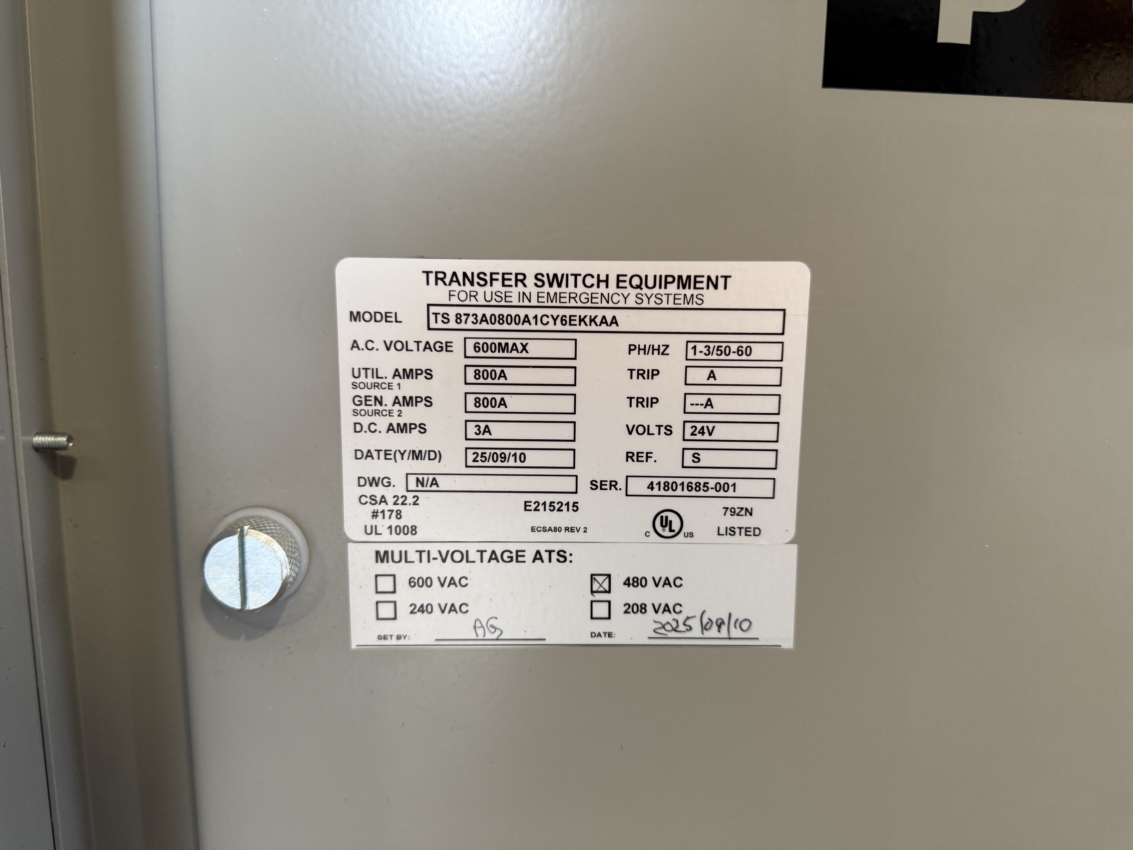 P
TRANSFER SWITCH EQUIPMENT
FOR USE IN EMERGENCY SYSTEMS
MODEL TS 873A0800A1CY6EKKAA
A.C. VOLTAGE 600MAX PH/HZ 1-3/50-60
UTIL. AMPS 800A TRIP A
SOURCE 1
GEN. AMPS 800A TRIP ---A
SOURCE 2
D.C. AMPS 3A VOLTS 24V
DATE(Y/M/D) 25/09/10 REF. S
DWG. N/A SER. 41801685-001
CSA 22.2 E215215 79ZN
#178
UL 1008 ECSA80 REV 2 C UL US LISTED
MULTI-VOLTAGE ATS:
600 VAC 480 VAC
240 VAC 208 VAC
SET BY: AG DATE: 2025/09/10